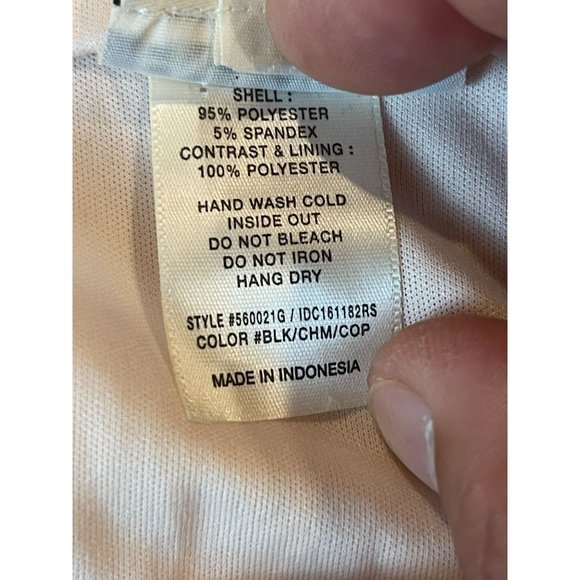 SHELL :
95% POLYESTER
5% SPANDEX
CONTRAST & LINING :
100% POLYESTER
HAND WASH COLD
INSIDE OUT
DO NOT BLEACH
DO NOT IRON
HANG DRY
STYLE #560021G / IDC161182RS
COLOR #BLK/CHM/COP
MADE IN INDONESIA